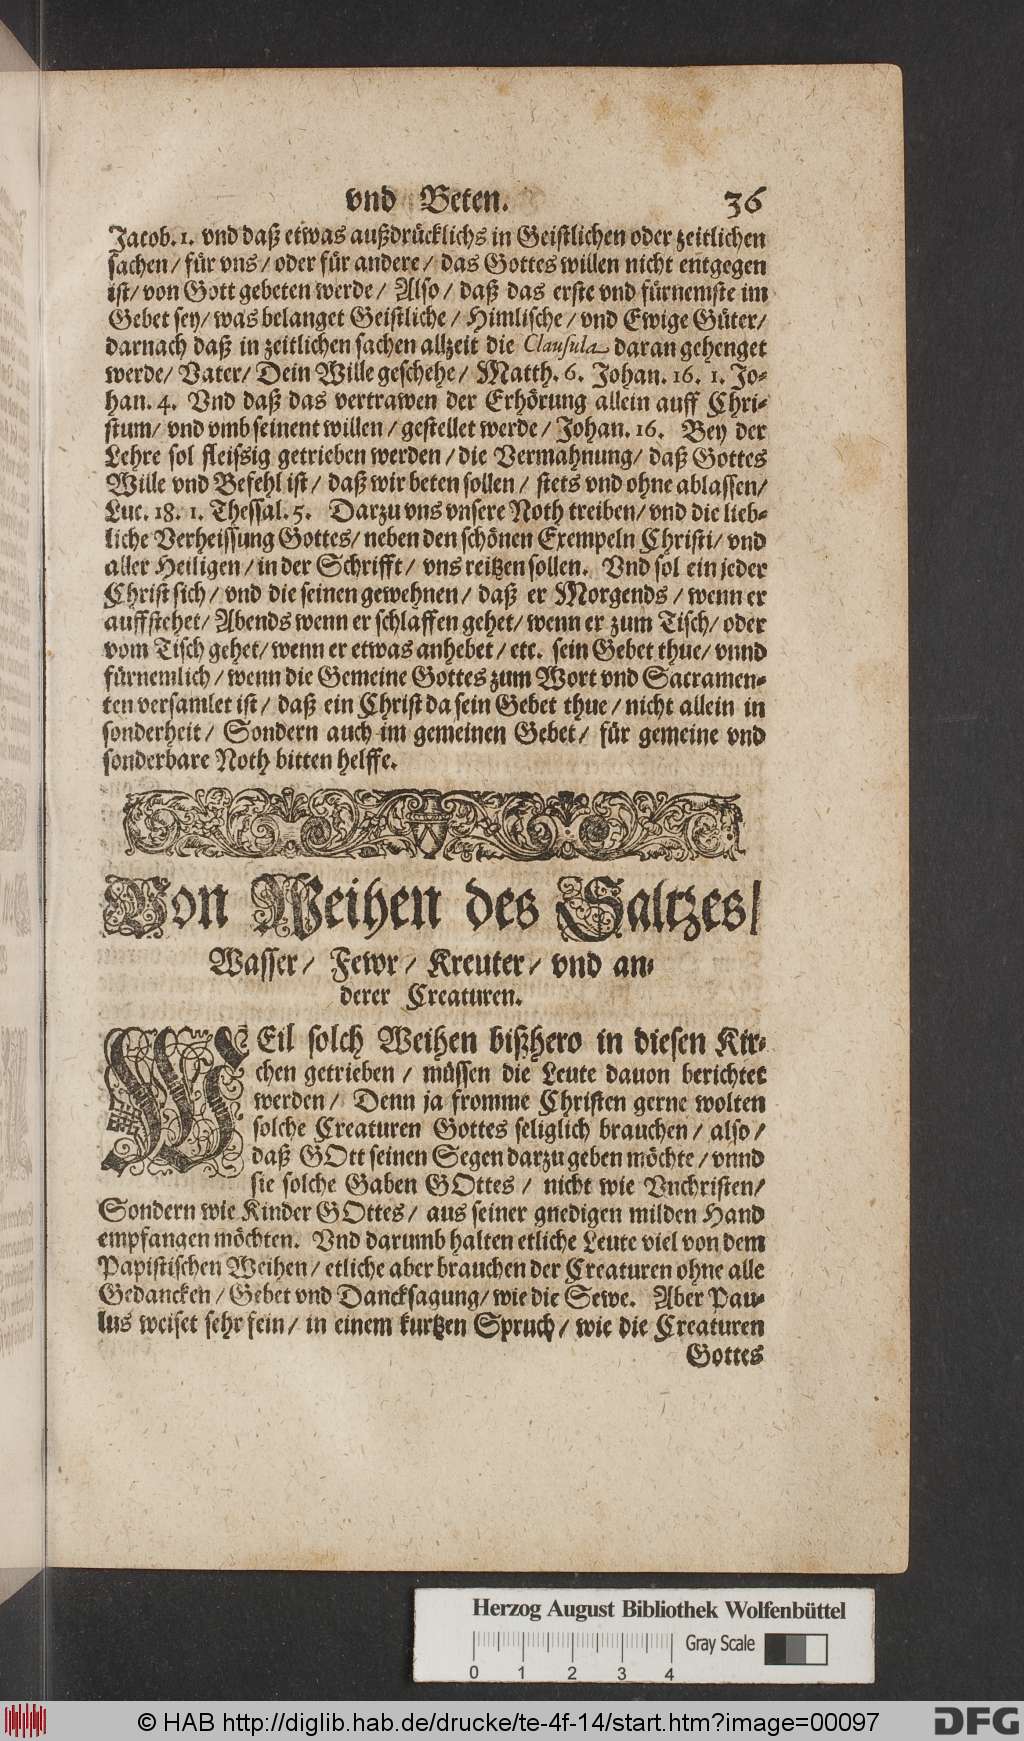 vnd Beten. 36
Jacob. 1. vnd daß etwas außdrücklichs in Geistlichen oder zeitlichen
sachen / für vns / oder für andere / das Gottes willen nicht entgegen
ist / von Gott gebeten werde / Also / daß das erste vnd fürnemste im
Gebet sey / was belanget Geistliche / Himlische / vnd Ewige Güter /
darnach daß in zeitlichen sachen allzeit die Clausula daran gehenget
werde / Vater / Dein Wille geschehe / Matth. 6. Johan. 16. 1. Jo-
han. 4. Vnd daß das vertrawen der Erhörung allein auff Chri-
stum / vnd vmb seinent willen / gestellet werde / Johan. 16. Bey der
Lehre sol fleissig getrieben werden / die Vermahnung / daß Gottes
Wille vnd Befehl ist / daß wir beten sollen / stets vnd ohne ablassen /
Luc. 18. 1. Thessal. 5. Darzu vns vnsere Noth treiben / vnd die lieb-
liche Verheissung Gottes / neben den schönen Exempeln Christi / vnd
aller Heiligen / in der Schrifft / vns reitzen sollen. Vnd sol ein jeder
Christ sich / vnd die seinen gewehnen / daß er Morgends / wenn er
auffstehet / Abends wenn er schlaffen gehet / wenn er zum Tisch / oder
vom Tisch gehet / wenn er etwas anhebet / etc. sein Gebet thue / vnnd
fürnemlich / wenn die Gemeine Gottes zum Wort vnd Sacramen-
ten versamlet ist / daß ein Christ da sein Gebet thue / nicht allein in
sonderheit / Sondern auch im gemeinen Gebet / für gemeine vnd
sonderbare Noth bitten helffe.
Von Weihen des Saltzes /
Wasser / Fewr / Kreuter / vnd an-
derer Creaturen.
WEil solch Weihen bißhero in diesen Kir-
chen getrieben / müssen die Leute dauon berichtet
werden / Denn ja fromme Christen gerne wolten
solche Creaturen Gottes seliglich brauchen / also /
daß GOtt seinen Segen darzu geben möchte / vnnd
sie solche Gaben GOttes / nicht wie Vnchristen /
Sondern wie Kinder GOttes / aus seiner gnedigen milden Hand
empfangen möchten. Vnd darumb halten etliche Leute viel von dem
Papistischen Weihen / etliche aber brauchen der Creaturen ohne alle
Gedancken / Gebet vnd Dancksagung / wie die Sewe. Aber Pau-
lus weiset sehr fein / in einem kurtzen Spruch / wie die Creaturen
Gottes
Herzog August Bibliothek Wolfenbüttel
Gray Scale
0 1 2 3 4
© HAB http://diglib.hab.de/drucke/te-4f-14/start.htm?image=00097
DFG